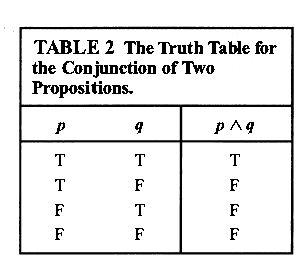 TABLE 2 The Truth Table for
the Conjunction of Two
Propositions.
p q p ∧ q
T T T
T F F
F T F
F F F